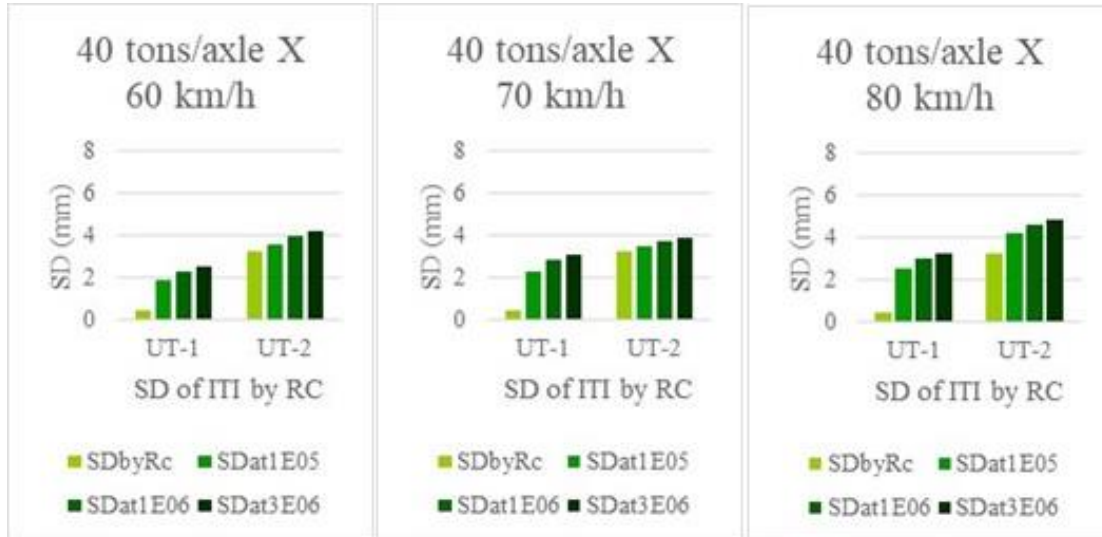 40 tons/axle X
60 km/h
8
6
4
2
0
SD (mm)
UT-1 UT-2
SD of ITI by RC
SDbyRc SDat1E05
SDat1E06 SDat3E06
40 tons/axle X
70 km/h
8
6
4
2
0
SD (mm)
UT-1 UT-2
SD of ITI by RC
SDbyRc SDat1E05
SDat1E06 SDat3E06
40 tons/axle X
80 km/h
8
6
4
2
0
SD (mm)
UT-1 UT-2
SD of ITI by RC
SDbyRc SDat1E05
SDat1E06 SDat3E06